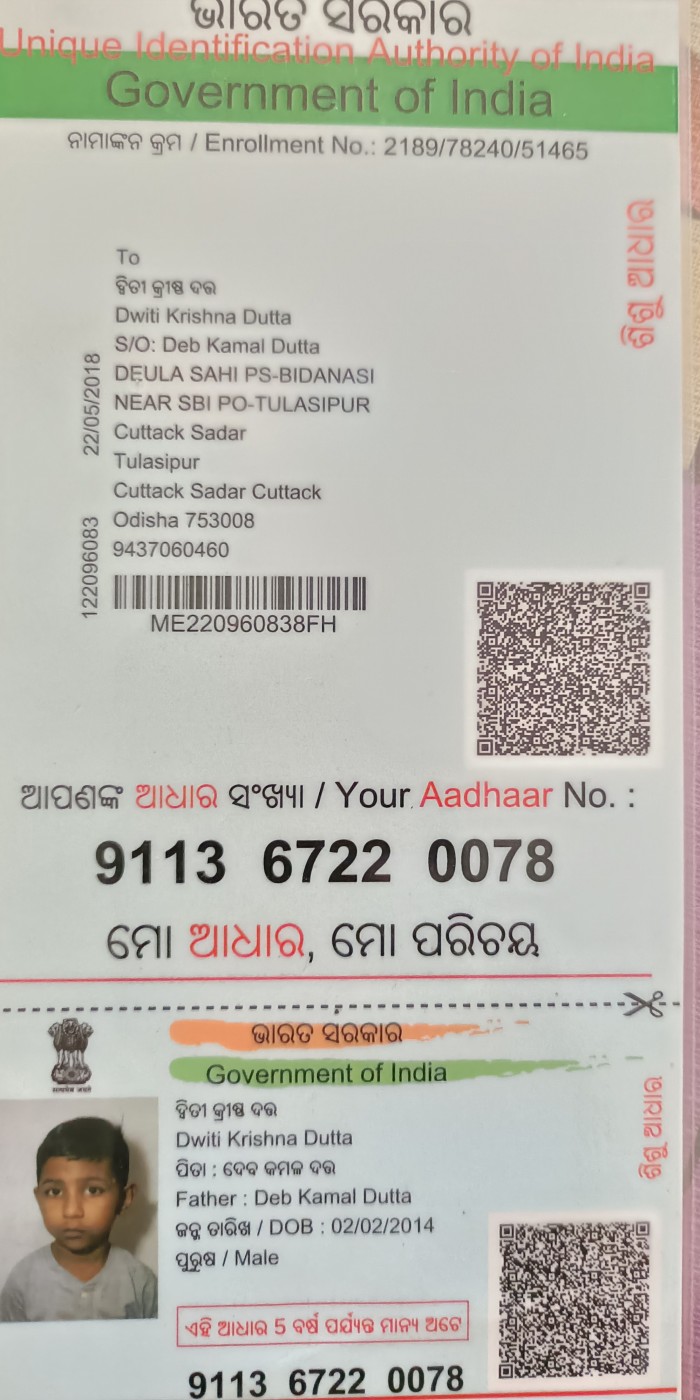 ଭାରତ ସରକାର
Unique Identification Authority of India
Government of India
ନାମାଙ୍କନ କ୍ରମ / Enrollment No.: 2189/78240/51465
ଶିଶୁ ଆଧାର
To
ଦ୍ଵିତୀ କ୍ରୀଷ୍ଣ ଦତ୍ତ
Dwiti Krishna Dutta
S/O: Deb Kamal Dutta
DEULA SAHI PS-BIDANASI
NEAR SBI PO-TULASIPUR
Cuttack Sadar
Tulasipur
Cuttack Sadar Cuttack
Odisha 753008
9437060460
22/05/2018
122096083
ME220960838FH
ଆପଣଙ୍କ ଆଧାର ସଂଖ୍ୟା / Your Aadhaar No. :
9113 6722 0078
ମୋ ଆଧାର, ମୋ ପରିଚୟ
ଭାରତ ସରକାର
Government of India
सत्यमेव जयते
ଶିଶୁ ଆଧାର
ଦ୍ଵିତୀ କ୍ରୀଷ୍ଣ ଦତ୍ତ
Dwiti Krishna Dutta
ପିତା : ଦେବ କମଳ ଦତ୍ତ
Father : Deb Kamal Dutta
ଜନ୍ମ ତାରିଖ / DOB : 02/02/2014
ପୁରୁଷ / Male
ଏହି ଆଧାର 5 ବର୍ଷ ପର୍ଯ୍ୟନ୍ତ ମାନ୍ୟ ଅଟେ
9113 6722 0078